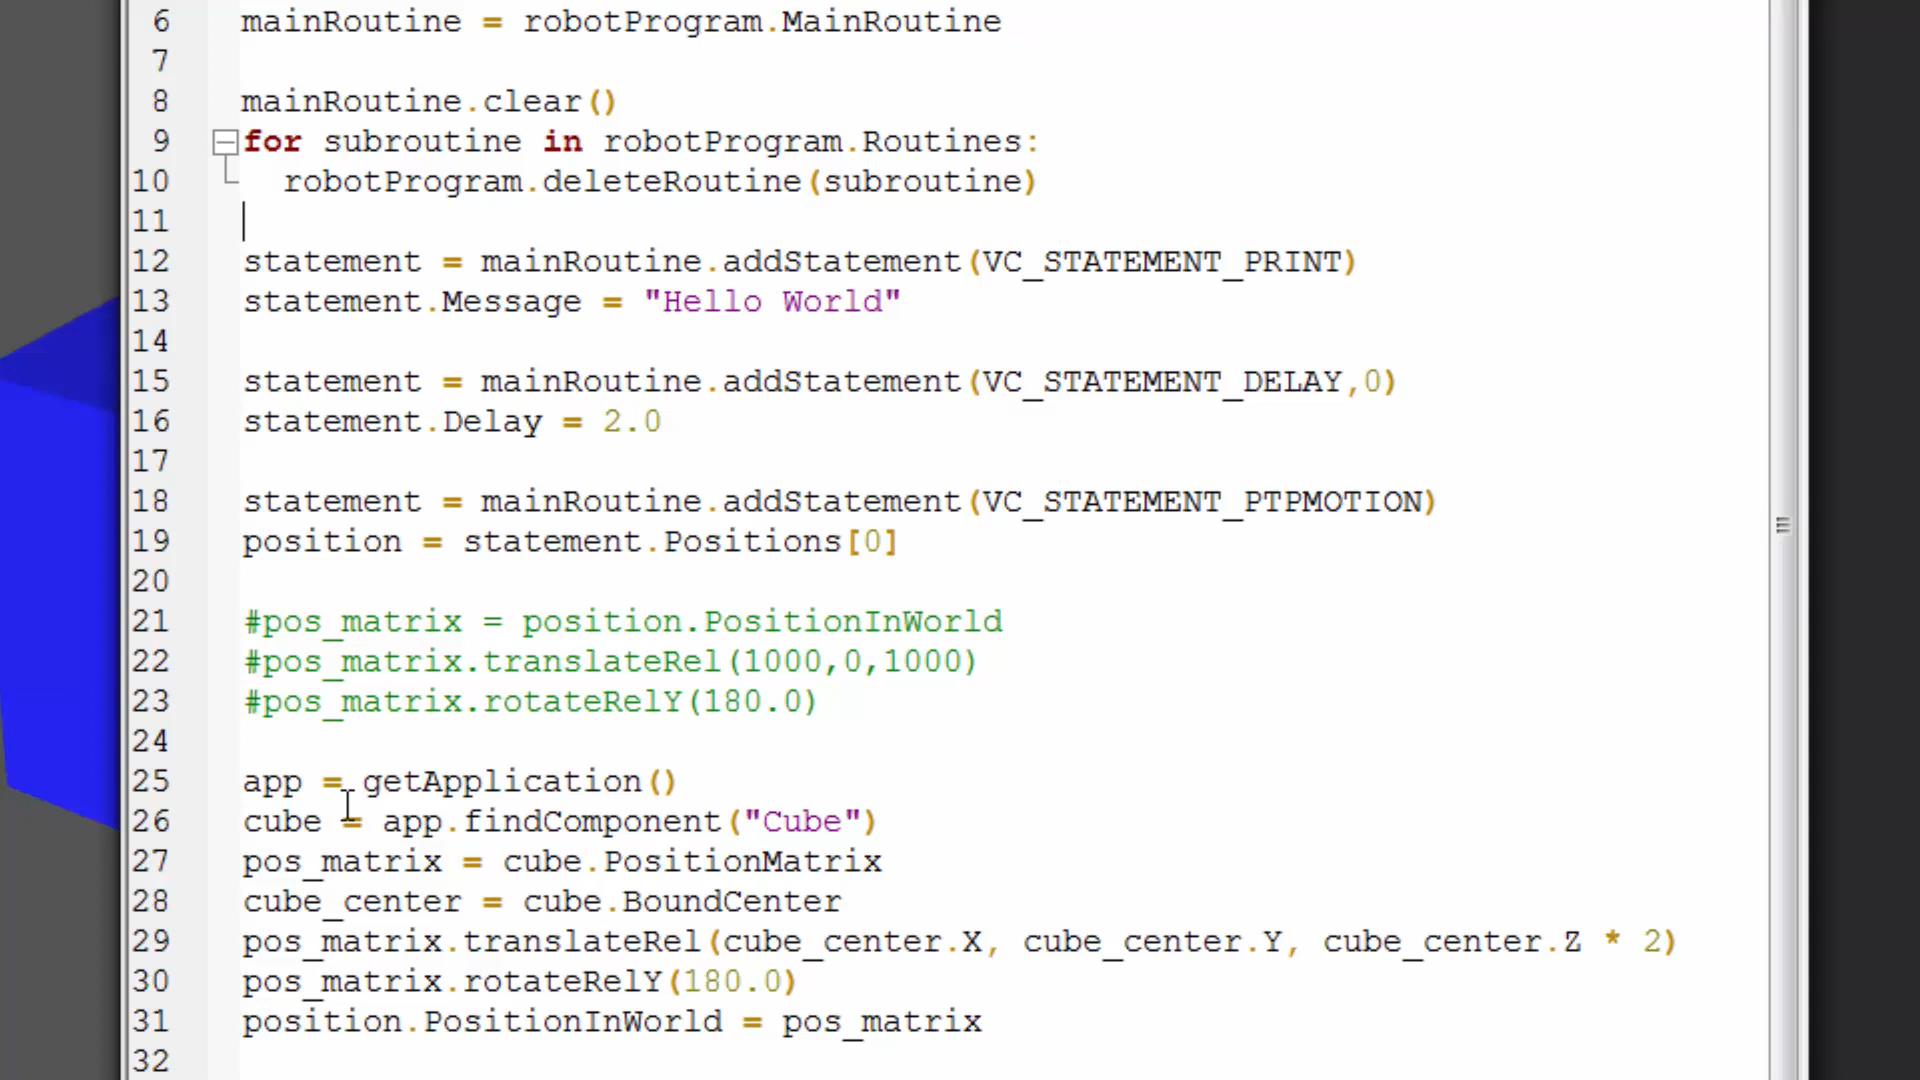 6 mainRoutine = robotProgram.MainRoutine
7
8 mainRoutine.clear()
9 for subroutine in robotProgram.Routines:
10 robotProgram.deleteRoutine(subroutine)
11
12 statement = mainRoutine.addStatement(VC_STATEMENT_PRINT)
13 statement.Message = "Hello World"
14
15 statement = mainRoutine.addStatement(VC_STATEMENT_DELAY,0)
16 statement.Delay = 2.0
17
18 statement = mainRoutine.addStatement(VC_STATEMENT_PTPMOTION)
19 position = statement.Positions[0]
20
21 #pos_matrix = position.PositionInWorld
22 #pos_matrix.translateRel(1000,0,1000)
23 #pos_matrix.rotateRelY(180.0)
24
25 app = getApplication()
26 cube = app.findComponent("Cube")
27 pos_matrix = cube.PositionMatrix
28 cube_center = cube.BoundCenter
29 pos_matrix.translateRel(cube_center.X, cube_center.Y, cube_center.Z * 2)
30 pos_matrix.rotateRelY(180.0)
31 position.PositionInWorld = pos_matrix
32